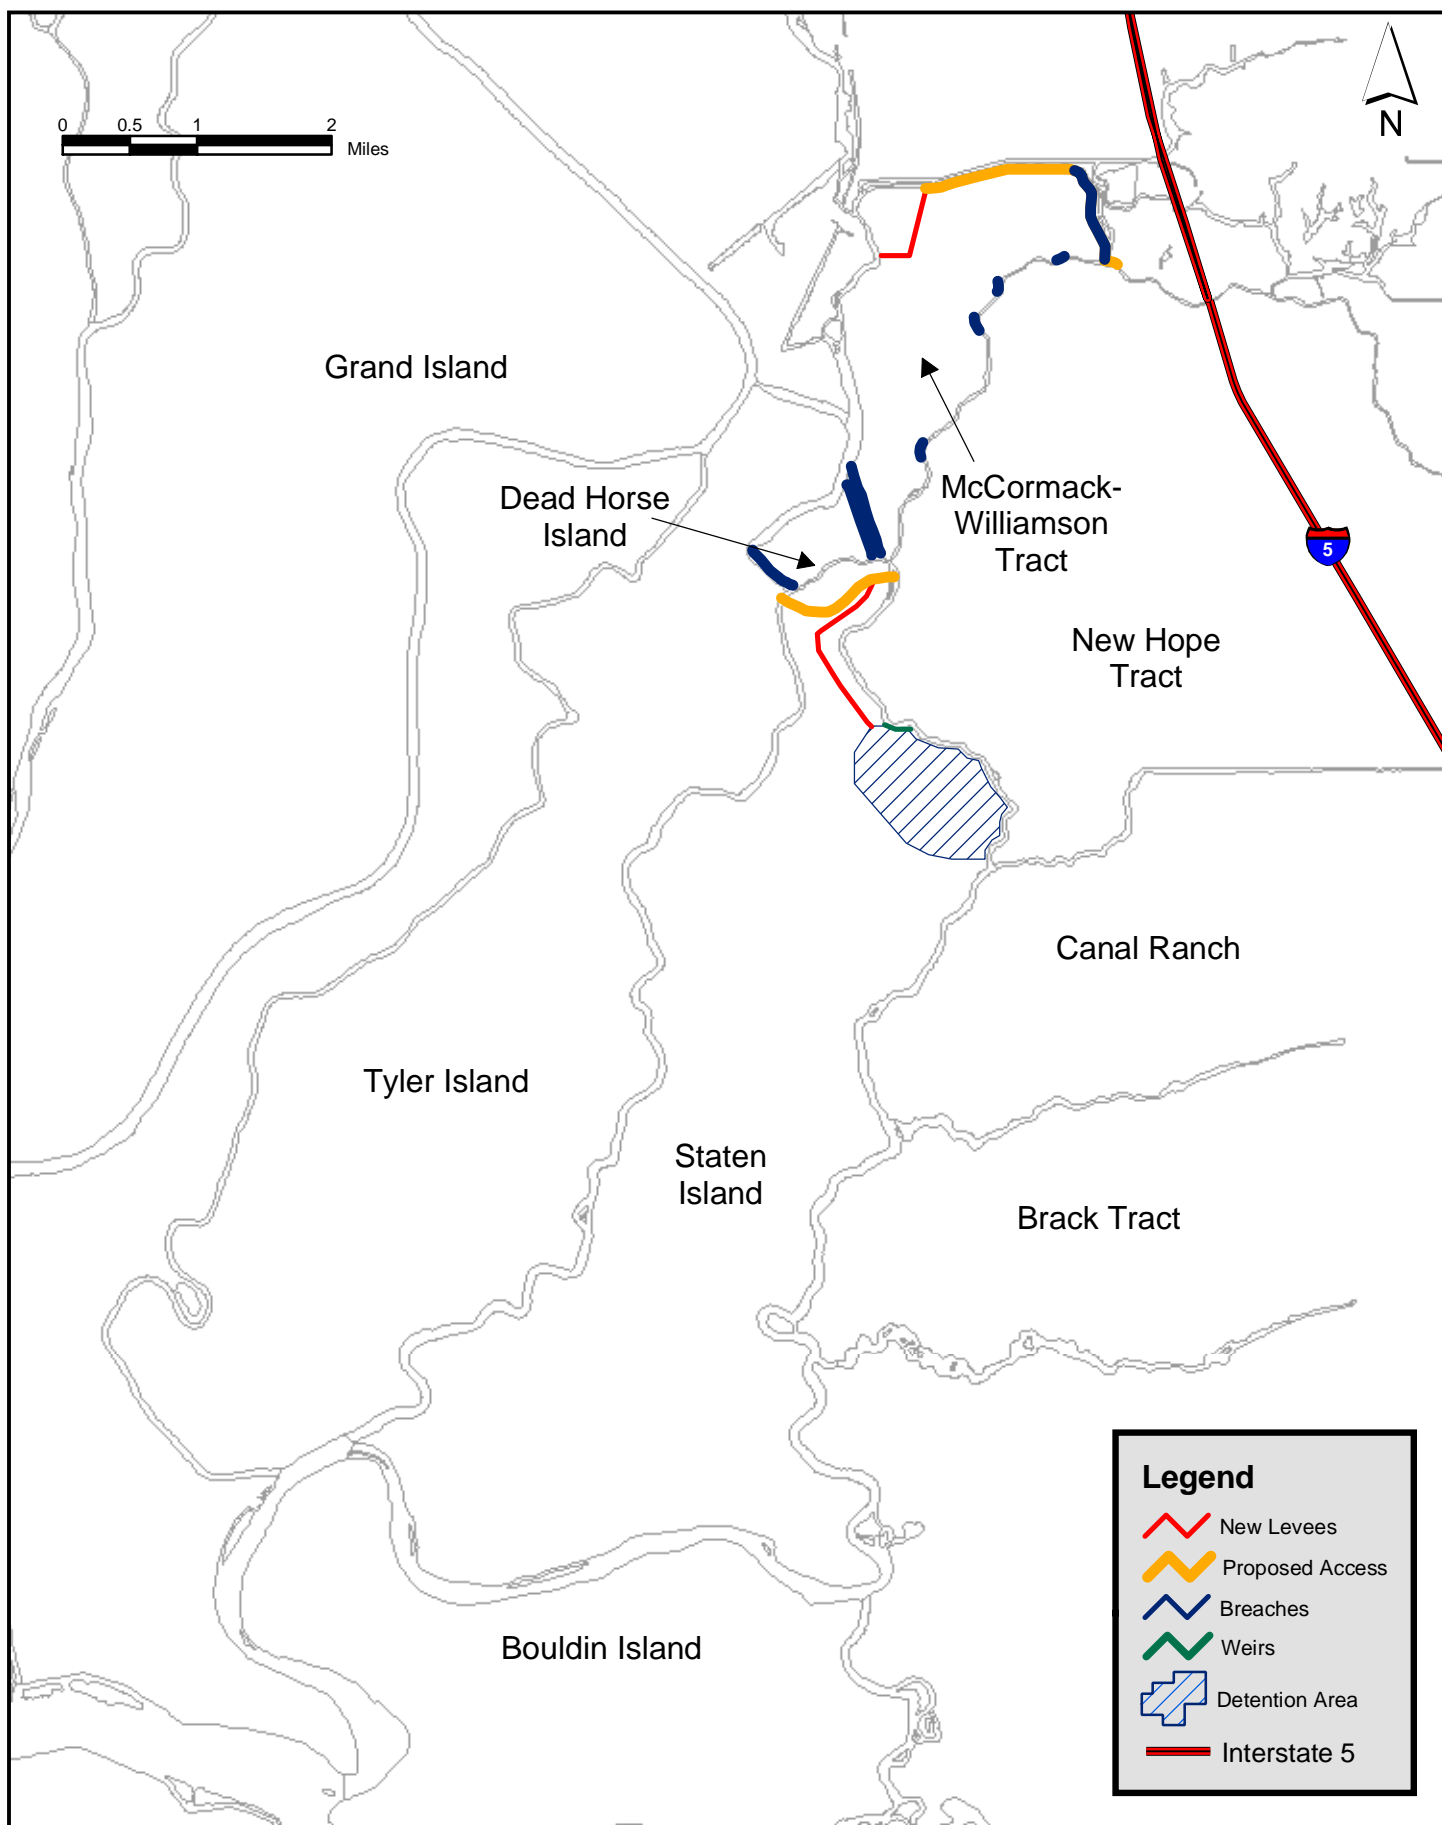 0 0.5 1 2
Miles
N
Grand Island
Dead Horse
Island
McCormack-
Williamson
Tract
5
New Hope
Tract
Canal Ranch
Tyler Island
Staten
Island
Brack Tract
Bouldin Island
Legend
New Levees
Proposed Access
Breaches
Weirs
Detention Area
Interstate 5